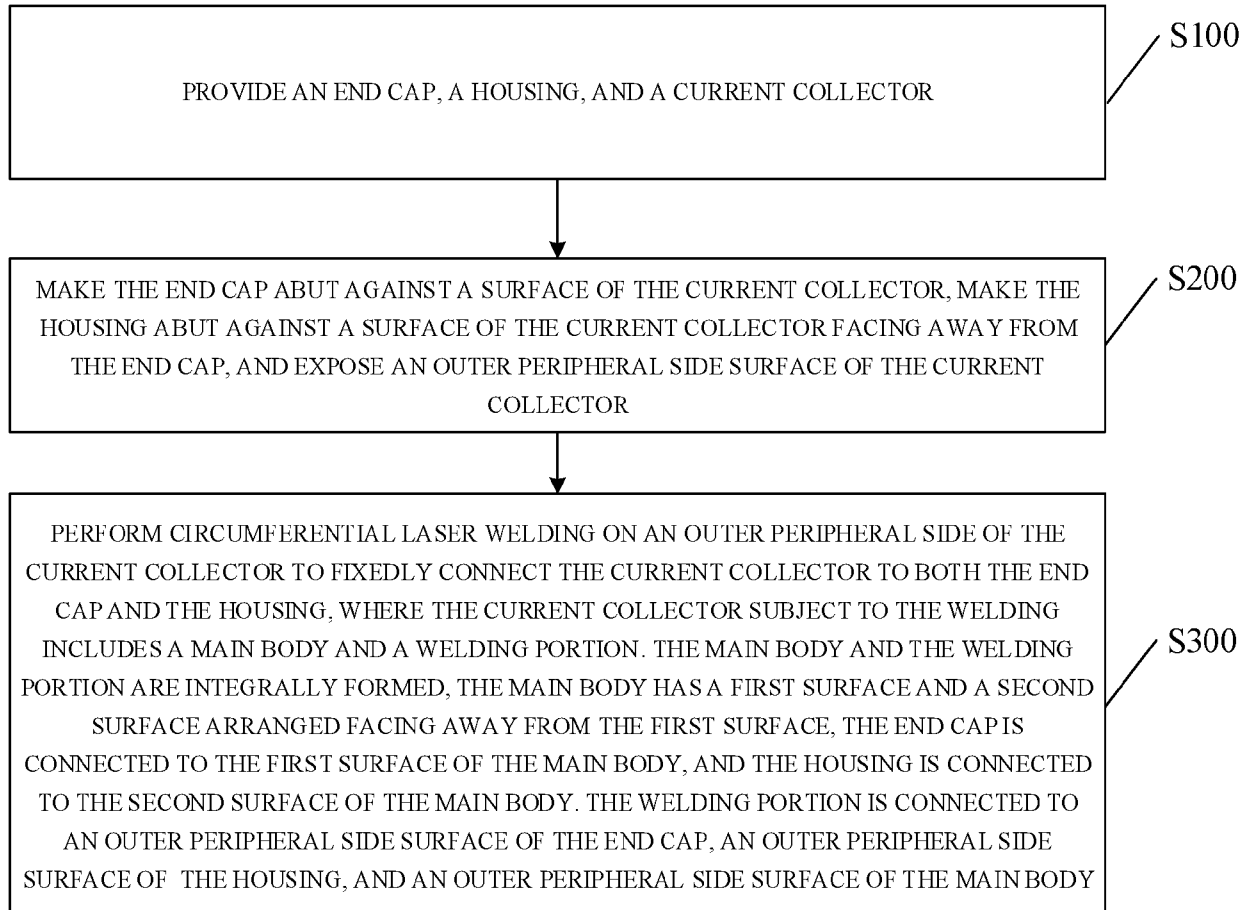 PROVIDE AN END CAP, A HOUSING, AND A CURRENT COLLECTOR
S100
MAKE THE END CAP ABUT AGAINST A SURFACE OF THE CURRENT COLLECTOR, MAKE THE
HOUSING ABUT AGAINST A SURFACE OF THE CURRENT COLLECTOR FACING AWAY FROM
THE END CAP, AND EXPOSE AN OUTER PERIPHERAL SIDE SURFACE OF THE CURRENT
COLLECTOR
S200
PERFORM CIRCUMFERENTIAL LASER WELDING ON AN OUTER PERIPHERAL SIDE OF THE
CURRENT COLLECTOR TO FIXEDLY CONNECT THE CURRENT COLLECTOR TO BOTH THE END
CAP AND THE HOUSING, WHERE THE CURRENT COLLECTOR SUBJECT TO THE WELDING
INCLUDES A MAIN BODY AND A WELDING PORTION. THE MAIN BODY AND THE WELDING
PORTION ARE INTEGRALLY FORMED, THE MAIN BODY HAS A FIRST SURFACE AND A SECOND
SURFACE ARRANGED FACING AWAY FROM THE FIRST SURFACE, THE END CAP IS
CONNECTED TO THE FIRST SURFACE OF THE MAIN BODY, AND THE HOUSING IS CONNECTED
TO THE SECOND SURFACE OF THE MAIN BODY. THE WELDING PORTION IS CONNECTED TO
AN OUTER PERIPHERAL SIDE SURFACE OF THE END CAP, AN OUTER PERIPHERAL SIDE
SURFACE OF THE HOUSING, AND AN OUTER PERIPHERAL SIDE SURFACE OF THE MAIN BODY
S300